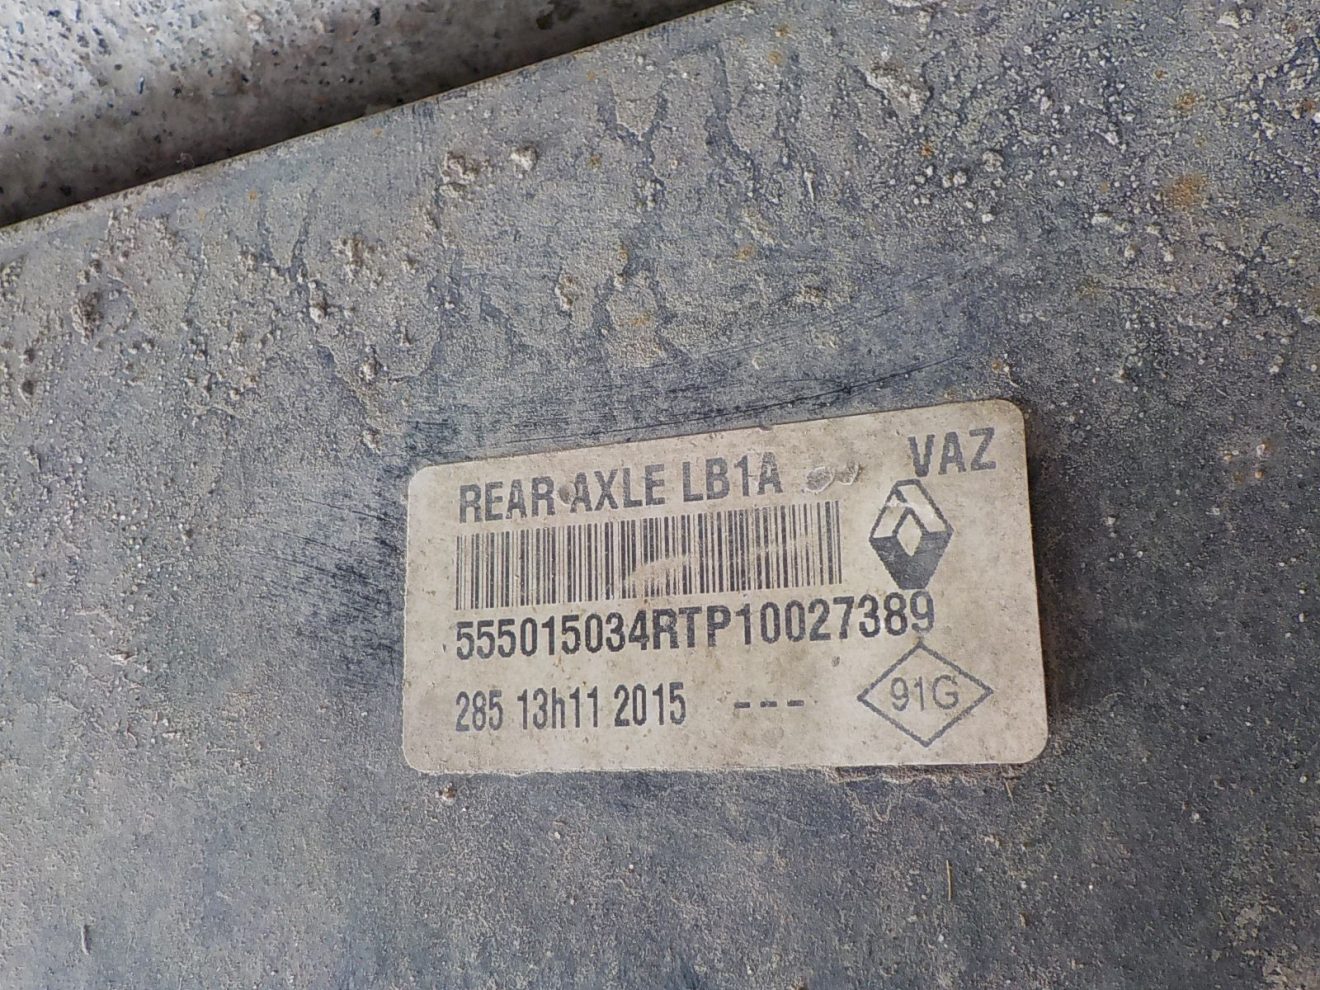 REAR AXLE LB1A
VAZ
555015034RTP10027389
285 13h11 2015 ---
91G